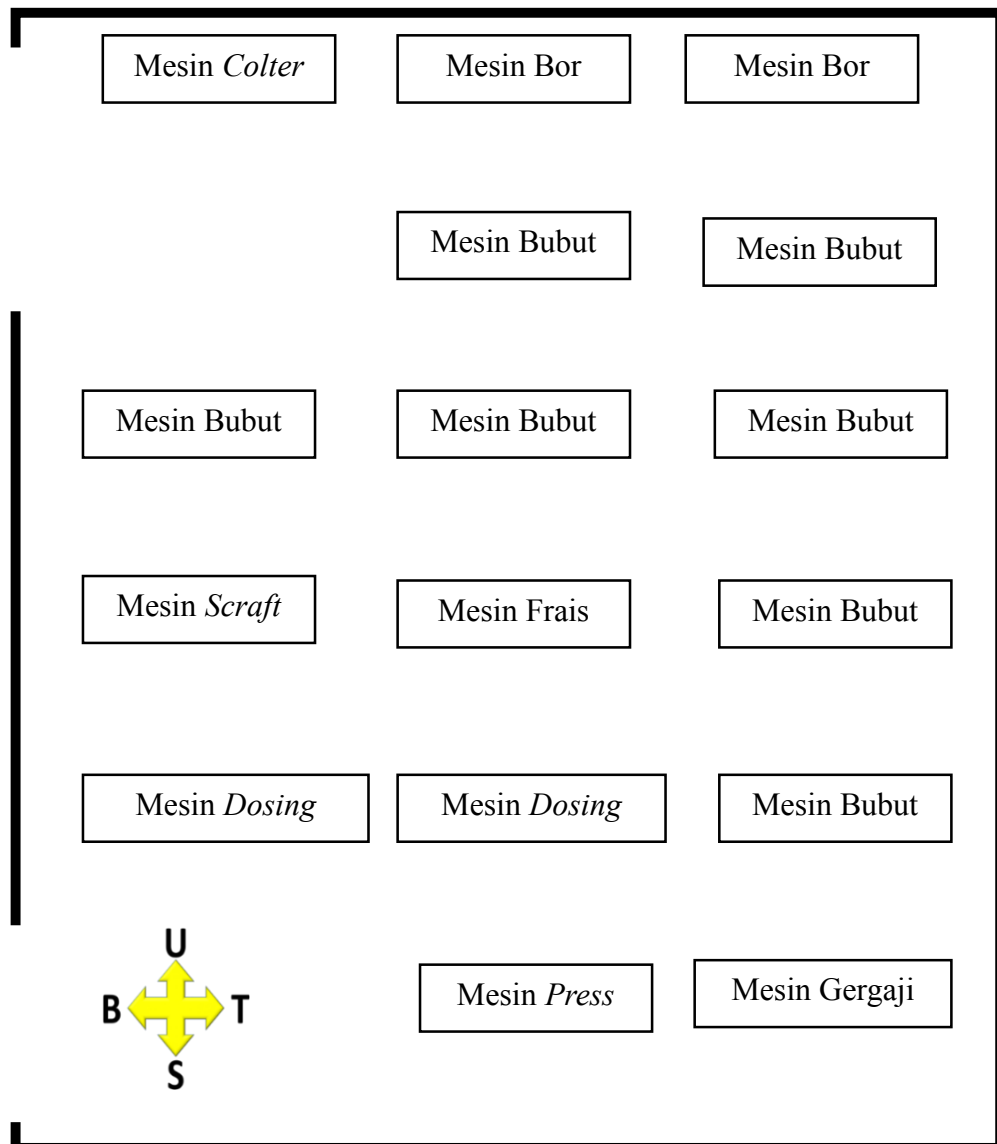 Mesin Colter
Mesin Bor
Mesin Bor
Mesin Bubut
Mesin Bubut
Mesin Bubut
Mesin Bubut
Mesin Bubut
Mesin Scraft
Mesin Frais
Mesin Bubut
Mesin Dosing
Mesin Dosing
Mesin Bubut
U
B
T
S
Mesin Press
Mesin Gergaji